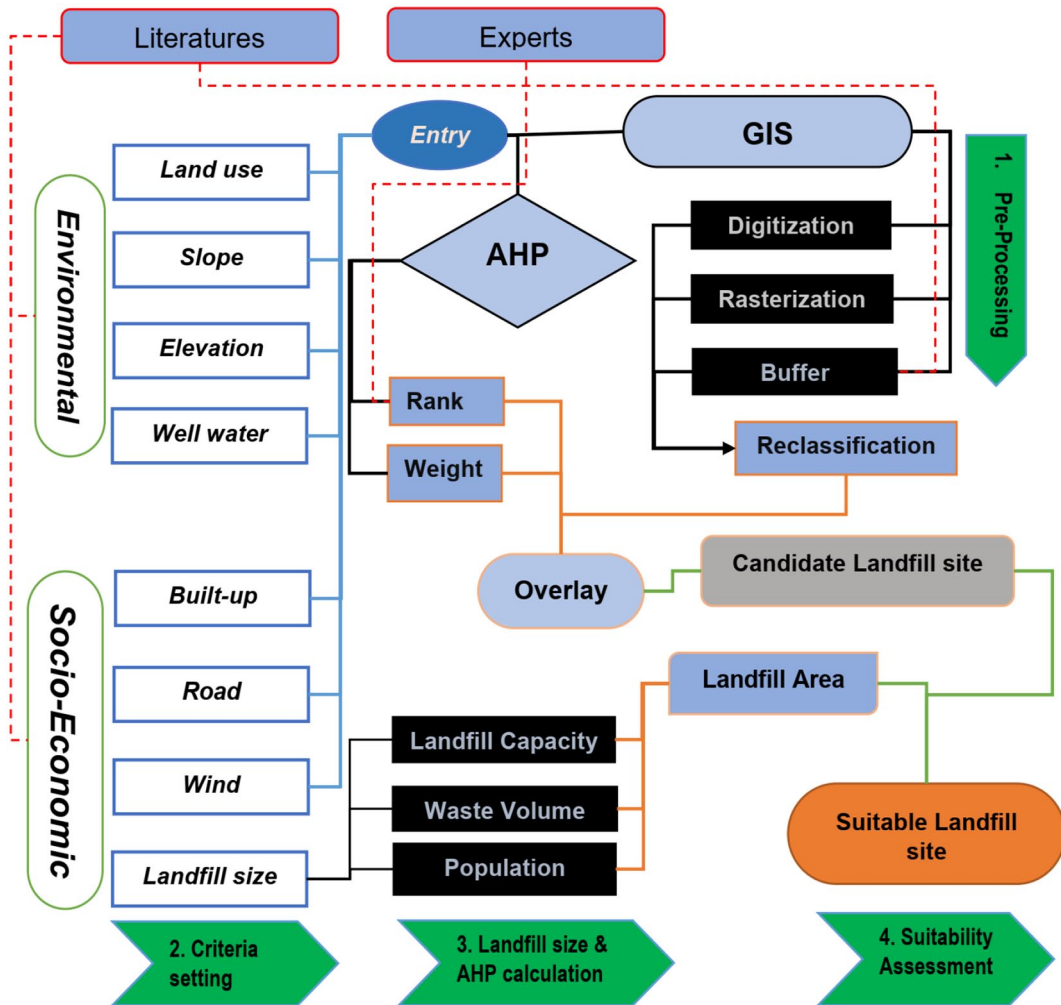 Literatures
Experts
Entry
GIS
1. Pre-Processing
Environmental
Land use
Slope
Elevation
Well water
AHP
Digitization
Rasterization
Buffer
Rank
Weight
Reclassification
Overlay
Candidate Landfill site
Socio-Economic
Built-up
Road
Wind
Landfill size
Landfill Area
Landfill Capacity
Waste Volume
Population
Suitable Landfill
site
2. Criteria
setting
3. Landfill size &
AHP calculation
4. Suitability
Assessment